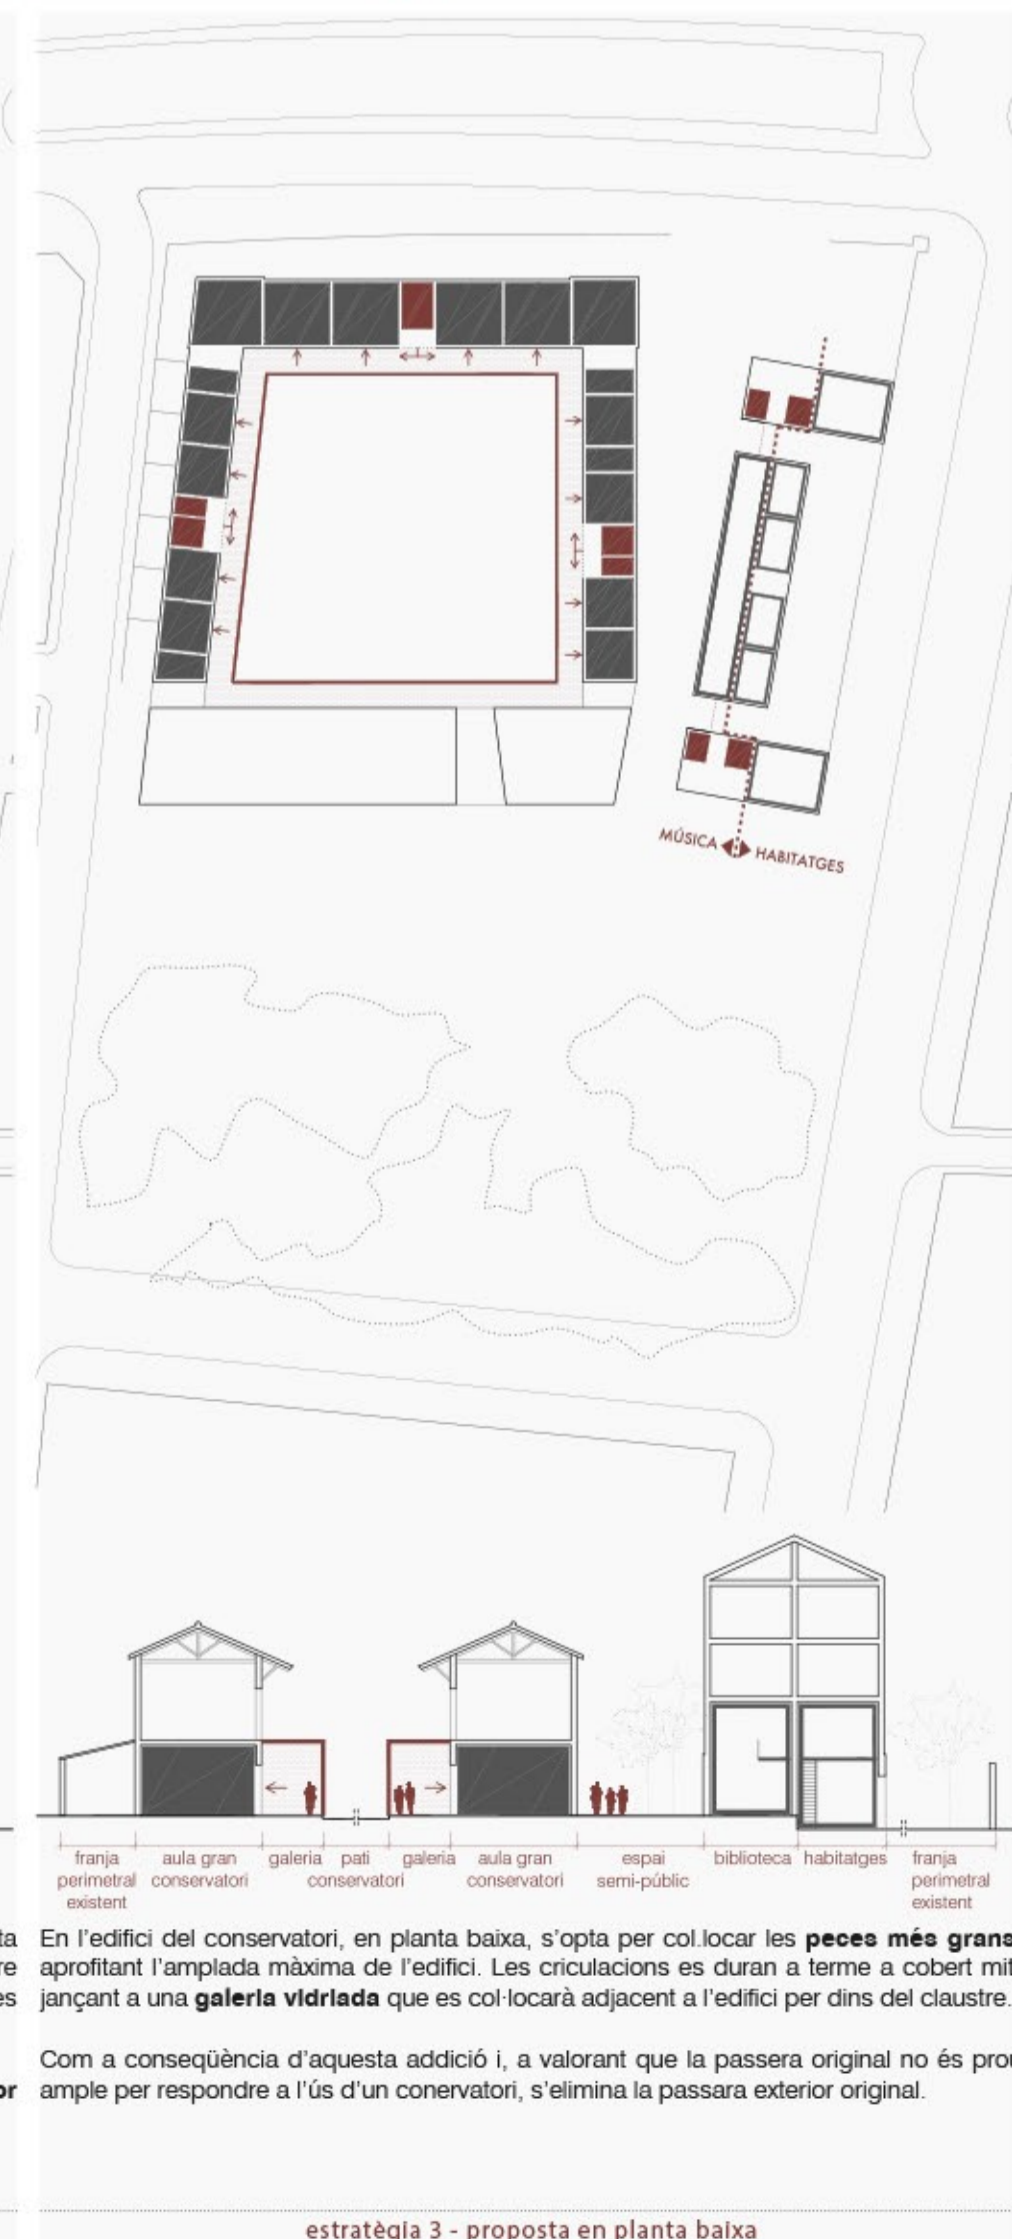 MÚSICA HABITATGES
franja perimetral existent
aula gran conservatori
galeria
pati conservatori
galeria
aula gran conservatori
espai semi-públic
biblioteca
habitatges
franja perimetral existent
ta
re
es
or
En l'edifici del conservatori, en planta baixa, s'opta per col.locar les peces més grans
aprofitant l'amplada màxima de l'edifici. Les criculacions es duran a terme a cobert mit
jançant a una galeria vidriada que es col·locarà adjacent a l'edifici per dins del claustre.
Com a conseqüència d'aquesta addició i, a valorant que la passera original no és prou
ample per respondre a l'ús d'un conervatori, s'elimina la passara exterior original.
estratègia 3 - proposta en planta baixa